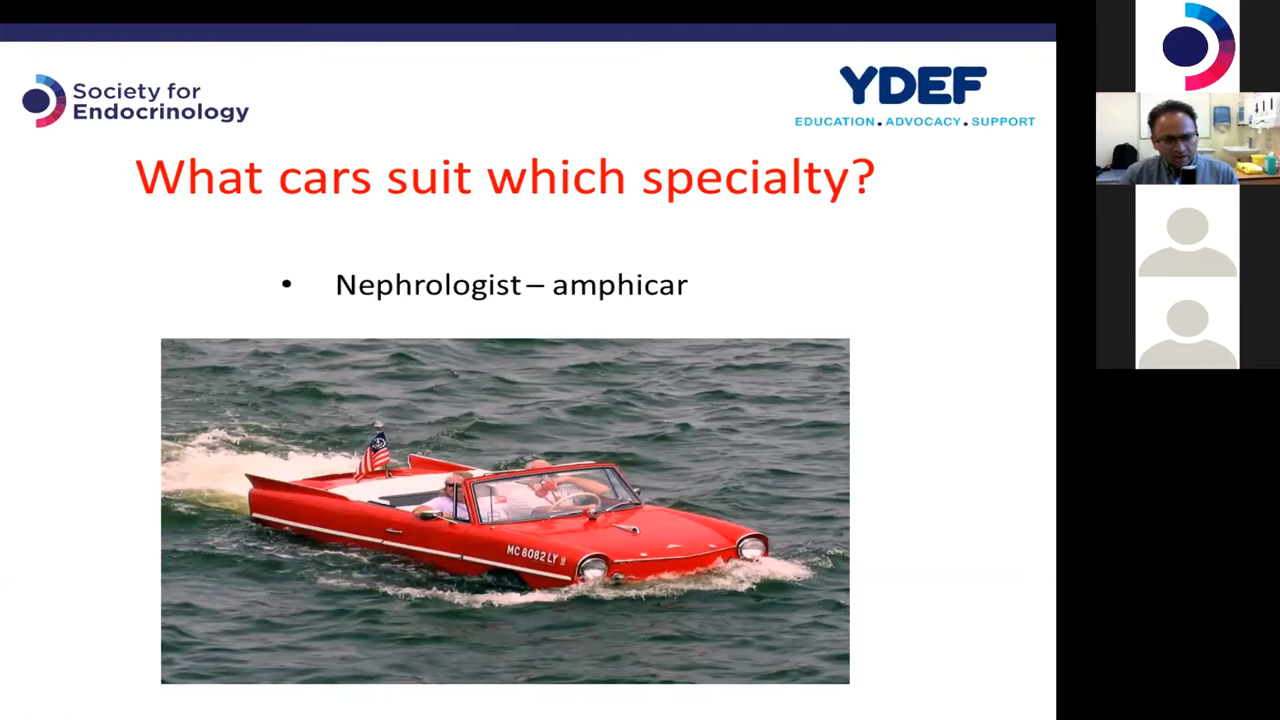 Society for
Endocrinology
YDEF
EDUCATION.ADVOCACY.SUPPORT
What cars suit which specialty?
• Nephrologist – amphicar
MC 8082 LY